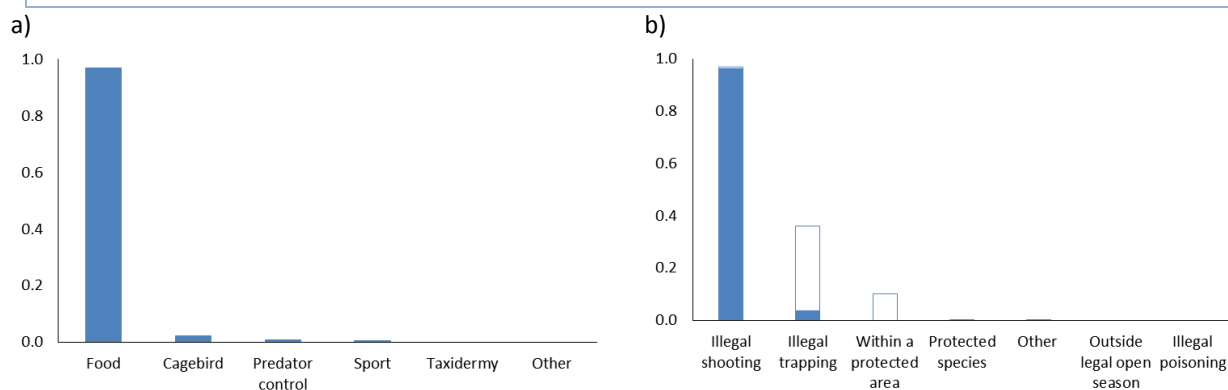 a)
1.0
0.8
0.6
0.4
0.2
0.0
Food
Cagebird
Predator
control
Sport
Taxidermy
Other
b)
1.0
0.8
0.6
0.4
0.2
0.0
Illegal
shooting
Illegal
trapping
Within a
protected
area
Protected
species
Other
Outside
legal open
season
Illegal
poisoning